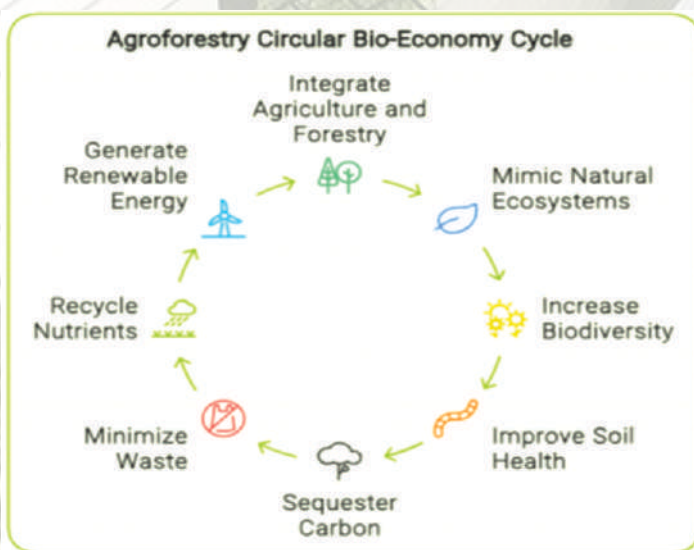 Agroforestry Circular Bio-Economy Cycle
Integrate
Agriculture and
Forestry
Mimic Natural
Ecosystems
Increase
Biodiversity
Improve Soil
Health
Sequester
Carbon
Minimize
Waste
Recycle
Nutrients
Generate
Renewable
Energy